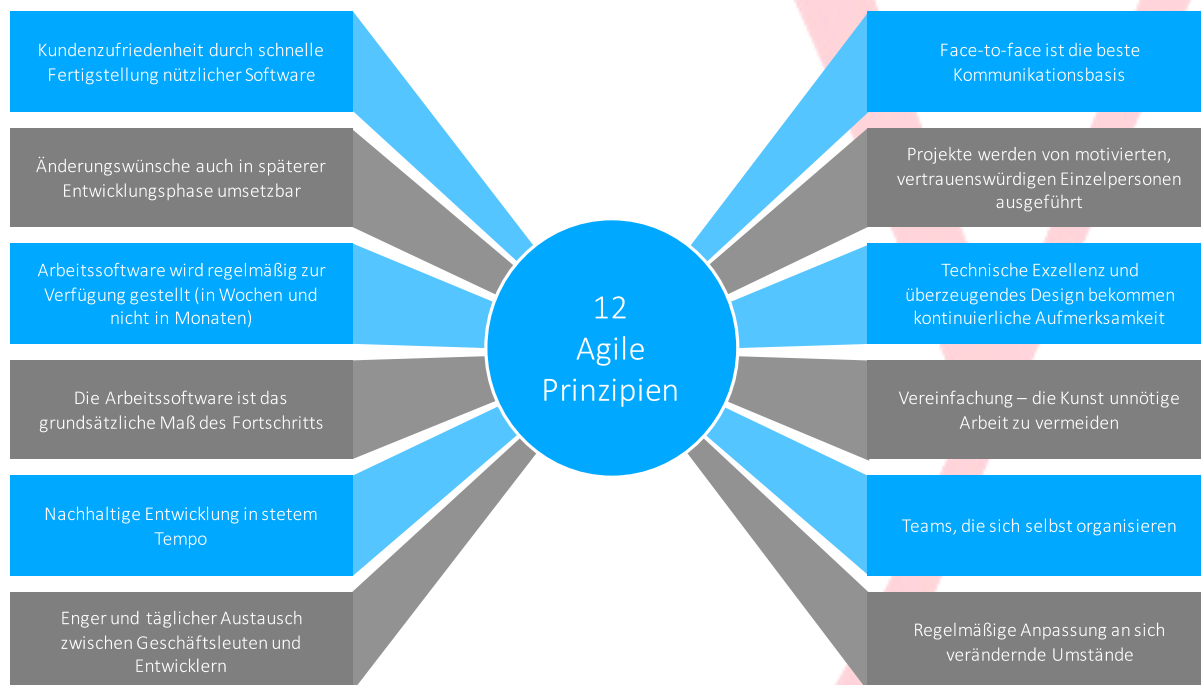 Kundenzufriedenheit durch schnelle
Fertigstellung nützlicher Software
Änderungswünsche auch in späterer
Entwicklungsphase umsetzbar
Arbeitssoftware wird regelmäßig zur
Verfügung gestellt (in Wochen und
nicht in Monaten)
Die Arbeitssoftware ist das
grundsätzliche Maß des Fortschritts
Nachhaltige Entwicklung in stetem
Tempo
Enger und täglicher Austausch
zwischen Geschäftsleuten und
Entwicklern
12
Agile
Prinzipien
Face-to-face ist die beste
Kommunikationsbasis
Projekte werden von motivierten,
vertrauenswürdigen Einzelpersonen
ausgeführt
Technische Exzellenz und
überzeugendes Design bekommen
kontinuierliche Aufmerksamkeit
Vereinfachung – die Kunst unnötige
Arbeit zu vermeiden
Teams, die sich selbst organisieren
Regelmäßige Anpassung an sich
verändernde Umstände